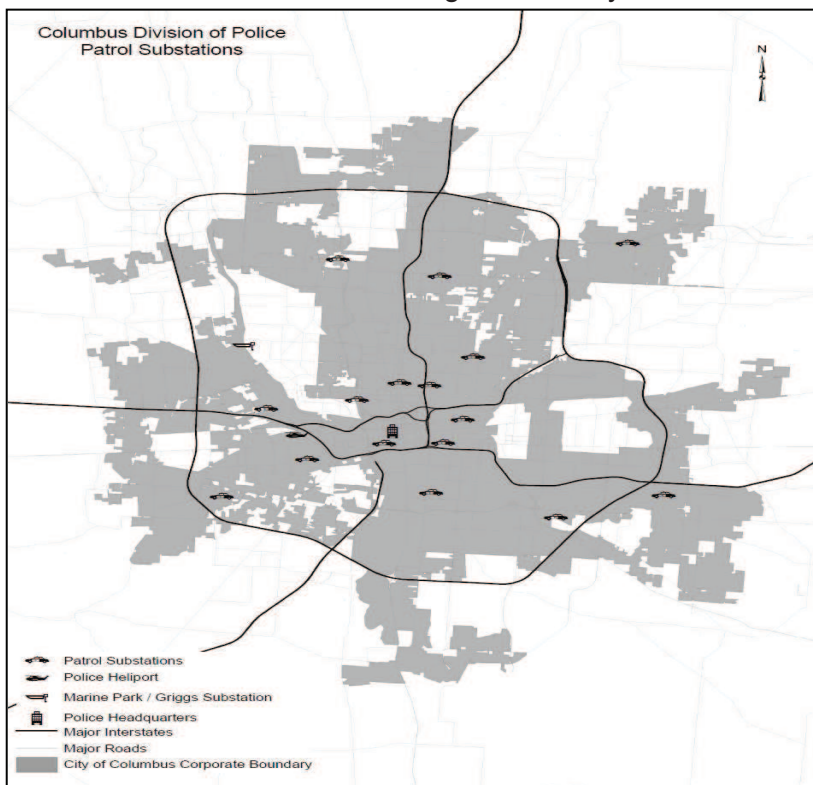 Columbus Division of Police
Patrol Substations
N
Patrol Substations
Police Heliport
Marine Park / Griggs Substation
Police Headquarters
Major Interstates
Major Roads
City of Columbus Corporate Boundary